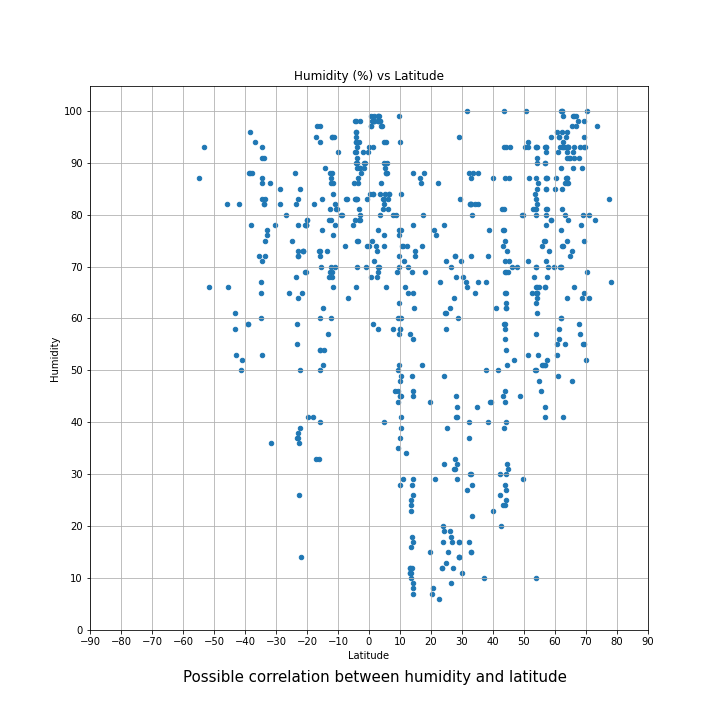 Humidity (%) vs Latitude
100
90
80
70
60
50
40
30
20
10
0
Humidity
−90 −80 −70 −60 −50 −40 −30 −20 −10 0 10 20 30 40 50 60 70 80 90
Latitude
Possible correlation between humidity and latitude